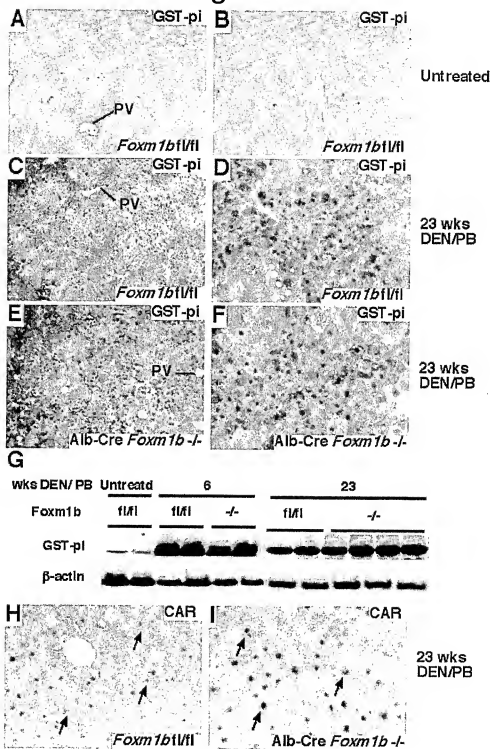 A GST-pi
B GST-pi
PV
Foxm1bfl/fl
Untreated
C GST-pi
D GST-pi
PV
Foxm1bfl/fl
Foxm1bfl/fl
23 wks
DEN/PB
E GST-pi
F GST-pi
PV
Alb-Cre Foxm1b -/-
Alb-Cre Foxm1b -/-
23 wks
DEN/PB
G
wks DEN/ PB Untreatd 6 23
Foxm1b fl/fl fl/fl -/- fl/fl -/-
GST-pi
β-actin
H CAR
I CAR
Foxm1bfl/fl
Alb-Cre Foxm1b -/-
23 wks
DEN/PB